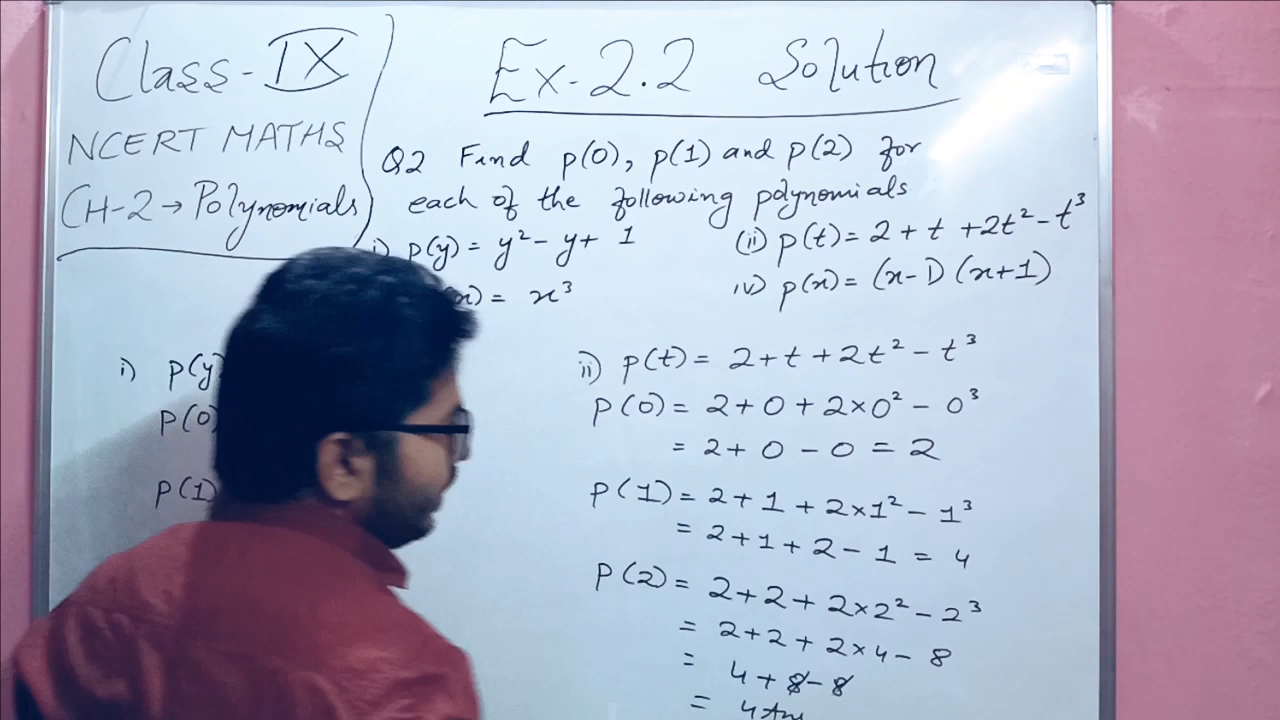 Class-IX
NCERT MATHS
CH-2→Polynomials
Ex-2.2 Solution
Q2 Find p(0), p(1) and p(2) for
each of the following polynomials
i) p(y) = y² - y + 1
(ii) p(t) = 2 + t + 2t² - t³
(x) = x³
iv) p(x) = (x-1) (x+1)
i) p(y
p(0)
p(1)
ii) p(t) = 2 + t + 2t² - t³
p(0) = 2 + 0 + 2×0² - 0³
= 2 + 0 - 0 = 2
p(1) = 2 + 1 + 2×1² - 1³
= 2 + 1 + 2 - 1 = 4
p(2) = 2 + 2 + 2×2² - 2³
= 2 + 2 + 2×4 - 8
= 4 + 8 - 8
= 4 Ans